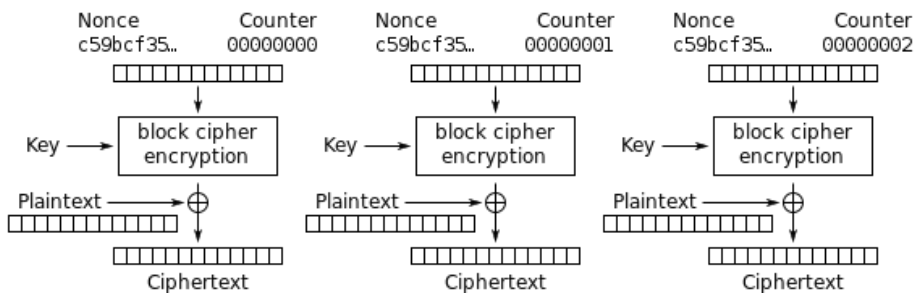 Nonce Counter Nonce Counter Nonce Counter
c59bcf35… 00000000 c59bcf35… 00000001 c59bcf35… 00000002
Key block cipher encryption Key block cipher encryption Key block cipher encryption
Plaintext Plaintext Plaintext
Ciphertext Ciphertext Ciphertext